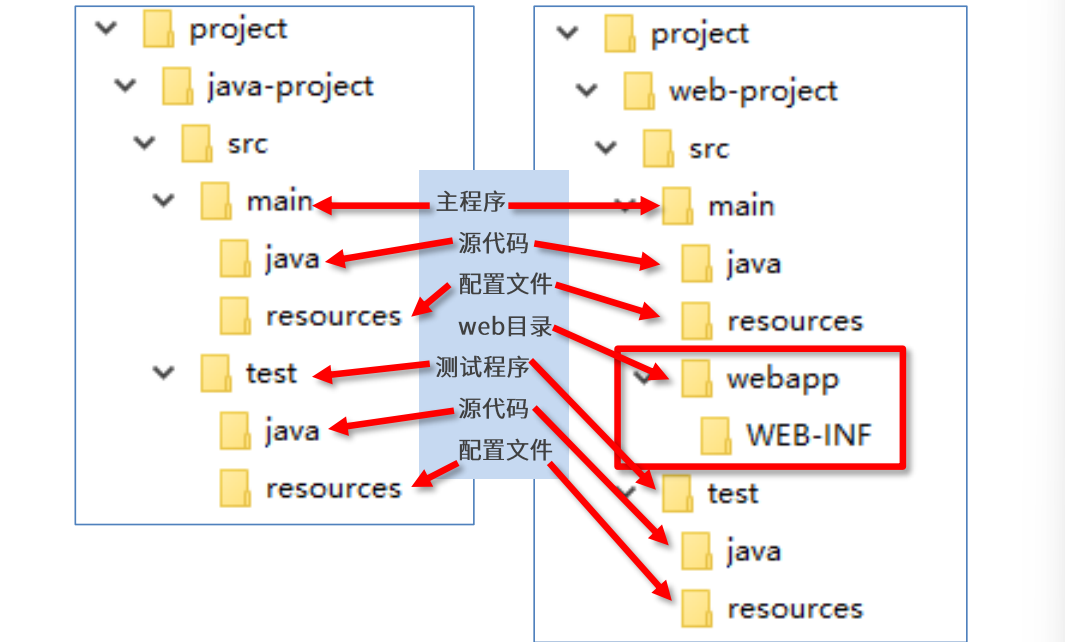 project
java-project
src
main
java
resources
test
java
resources
主程序
源代码
配置文件
web目录
测试程序
源代码
配置文件
project
web-project
src
main
java
resources
webapp
WEB-INF
test
java
resources